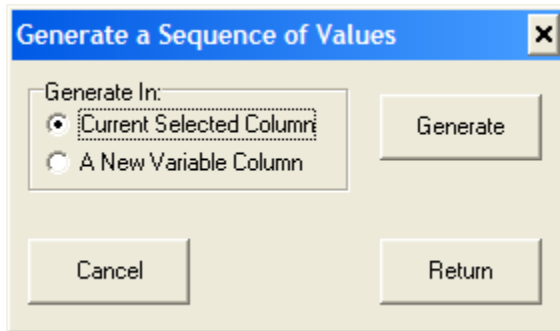 Generate a Sequence of Values
Generate In:
Current Selected Column
A New Variable Column
Generate
Cancel
Return